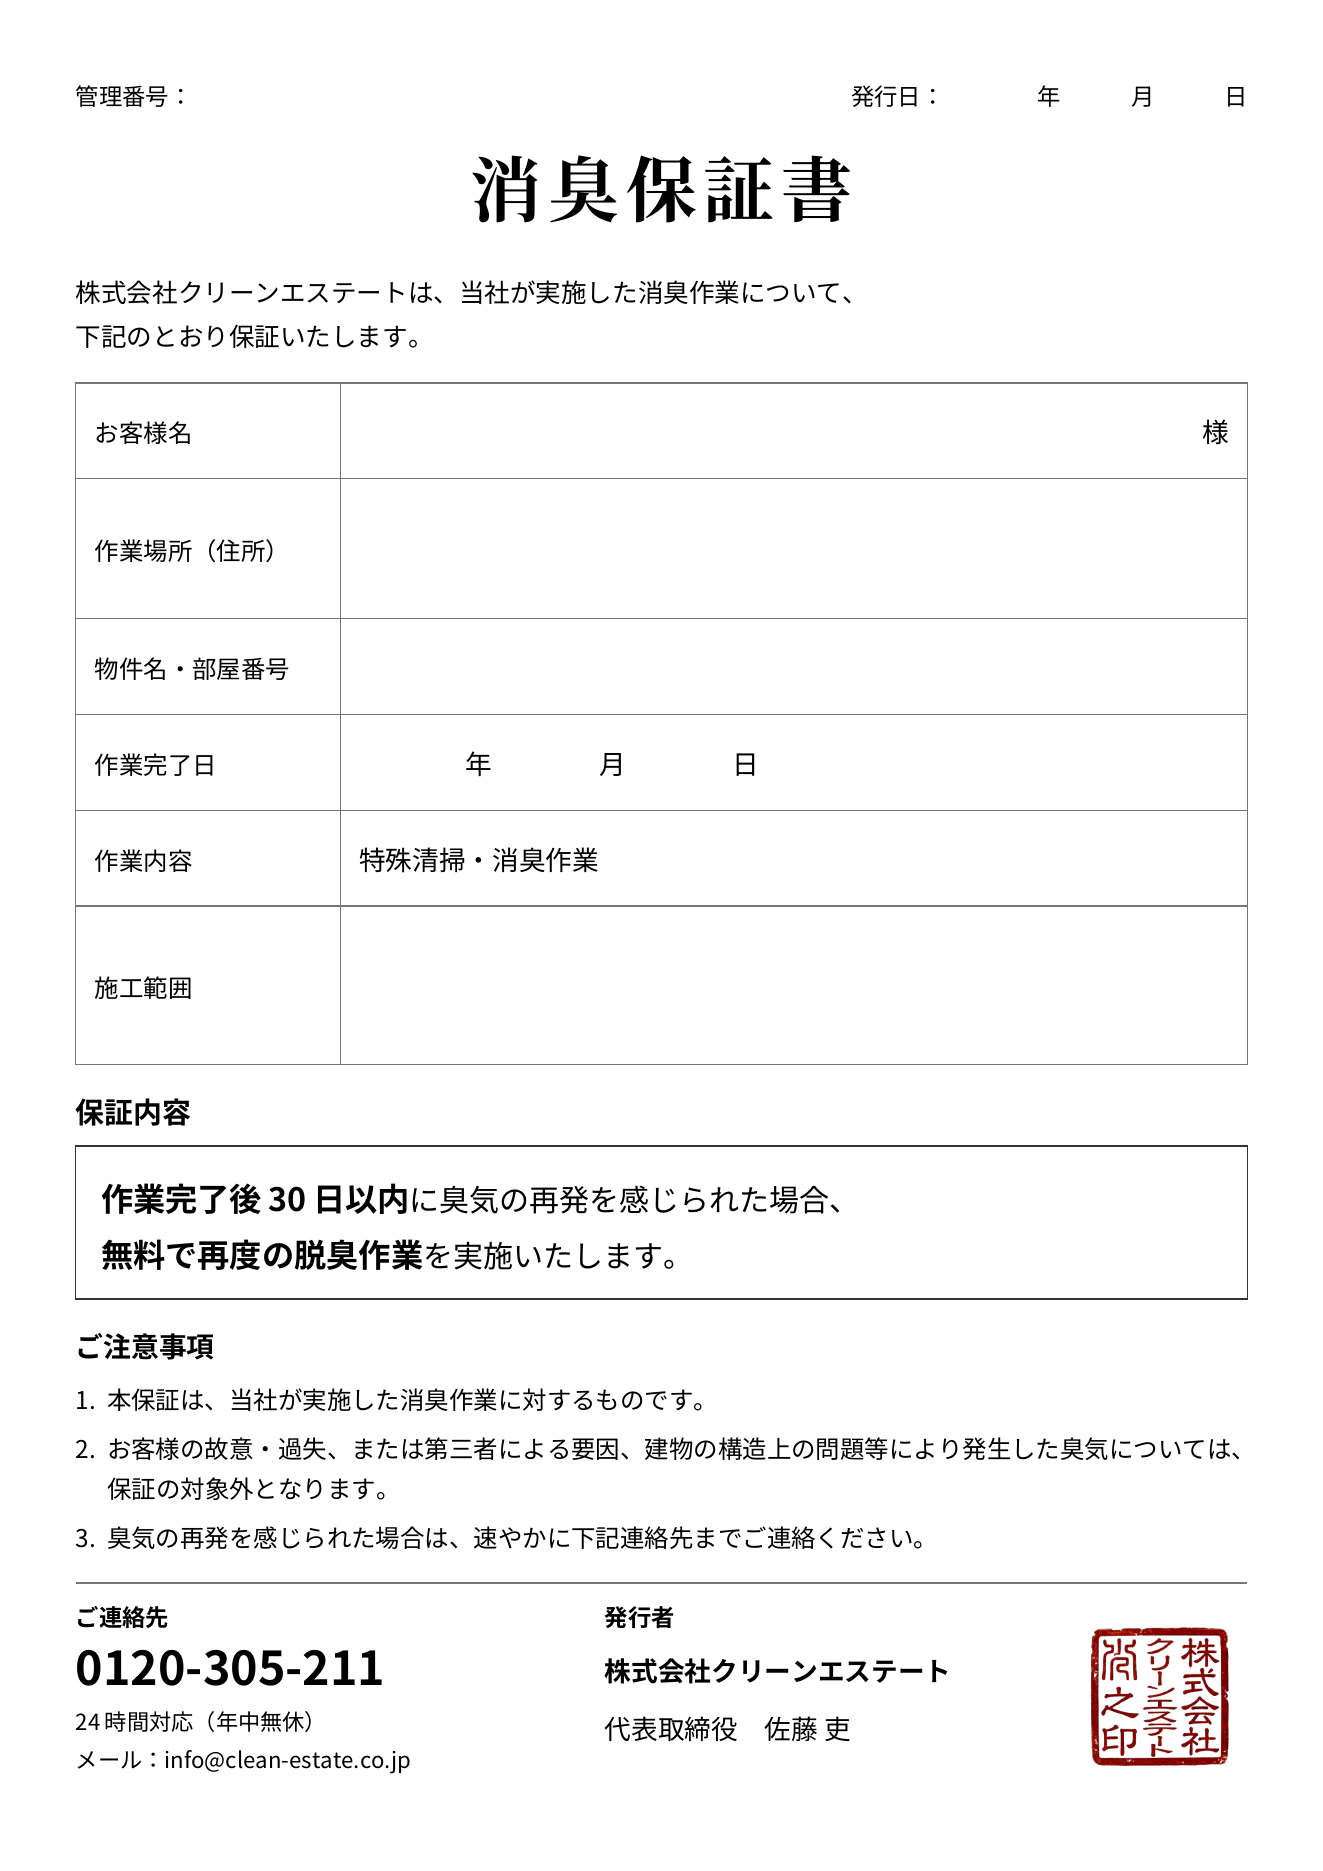 管理番号：
発行日：　年　月　日
消臭保証書
株式会社クリーンエステートは、当社が実施した消臭作業について、
下記のとおり保証いたします。
お客様名　様
作業場所（住所）
物件名・部屋番号
作業完了日　年　月　日
作業内容　特殊清掃・消臭作業
施工範囲
保証内容
作業完了後 30 日以内に臭気の再発を感じられた場合、
無料で再度の脱臭作業を実施いたします。
ご注意事項
1. 本保証は、当社が実施した消臭作業に対するものです。
2. お客様の故意・過失、または第三者による要因、建物の構造上の問題等により発生した臭気については、
保証の対象外となります。
3. 臭気の再発を感じられた場合は、速やかに下記連絡先までご連絡ください。
ご連絡先
0120-305-211
24時間対応（年中無休）
メール：info@clean-estate.co.jp
発行者
株式会社クリーンエステート
代表取締役　佐藤 吏
株式会社
クリーンエステート
之印